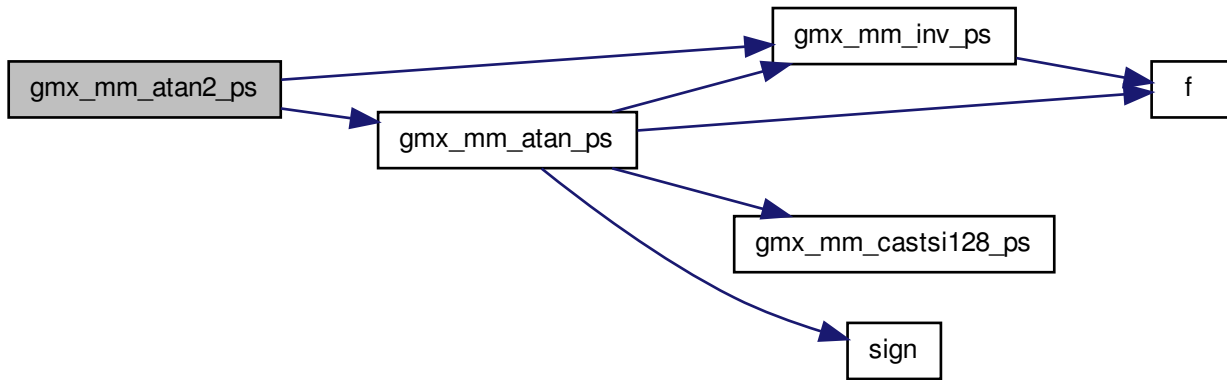 gmx_mm_atan2_ps
gmx_mm_inv_ps
f
gmx_mm_atan_ps
gmx_mm_castsi128_ps
sign